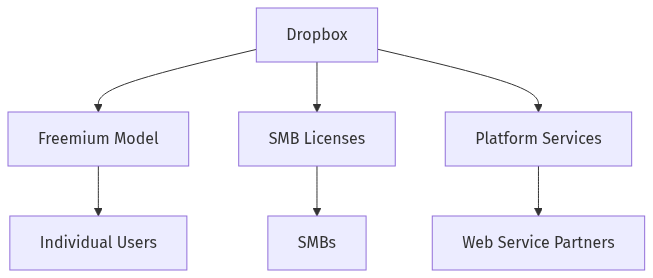 Dropbox
Freemium Model
SMB Licenses
Platform Services
Individual Users
SMBs
Web Service Partners